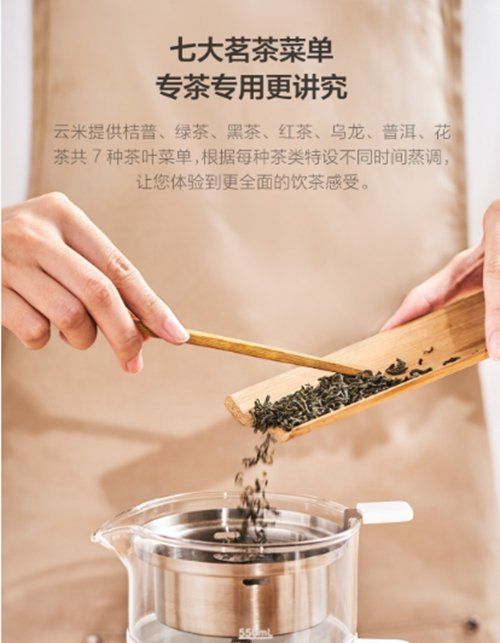 七大茗茶菜单
专茶专用更讲究
云米提供桔普、绿茶、黑茶、红茶、乌龙、普洱、花
茶共 7 种茶叶菜单，根据每种茶类特设不同时间蒸调，
让您体验到更全面的饮茶感受。
550mL